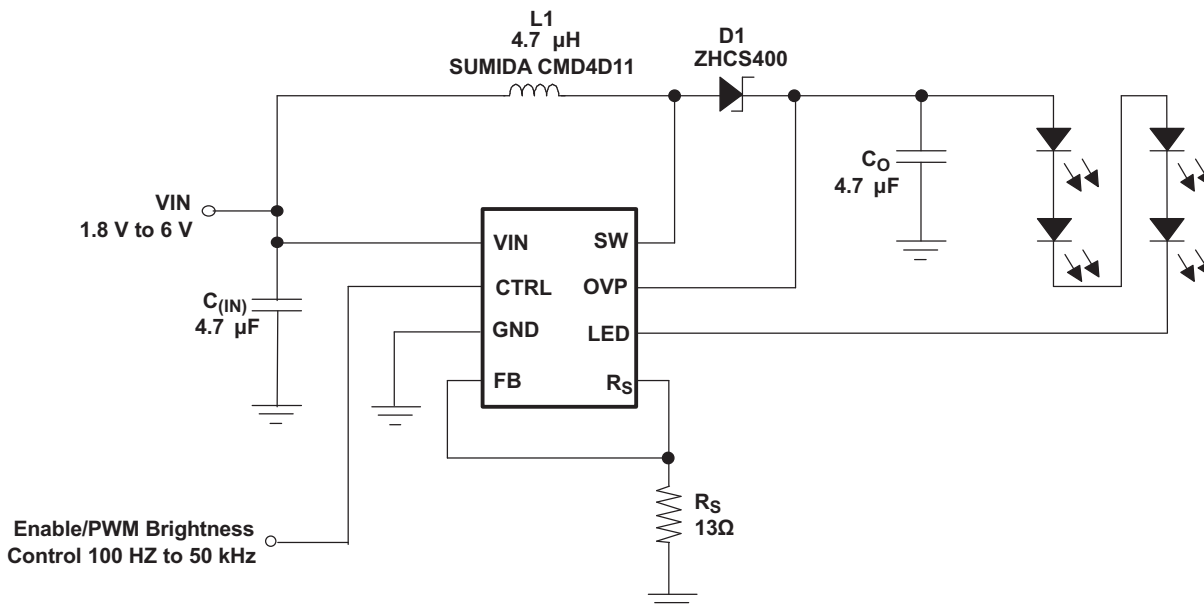 L1
4.7 µH
SUMIDA CMD4D11
D1
ZHCS400
VIN
1.8 V to 6 V
C(IN)
4.7 µF
CO
4.7 µF
VIN
SW
CTRL
OVP
GND
LED
FB
RS
RS
13Ω
Enable/PWM Brightness
Control 100 HZ to 50 kHz